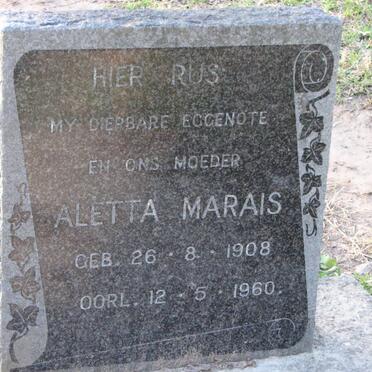 HIER RUS
MY DIERBARE EGGENOTE
EN ONS MOEDER
ALETTA MARAIS
GEB. 26·8·1908
OORL. 12·5·1960.